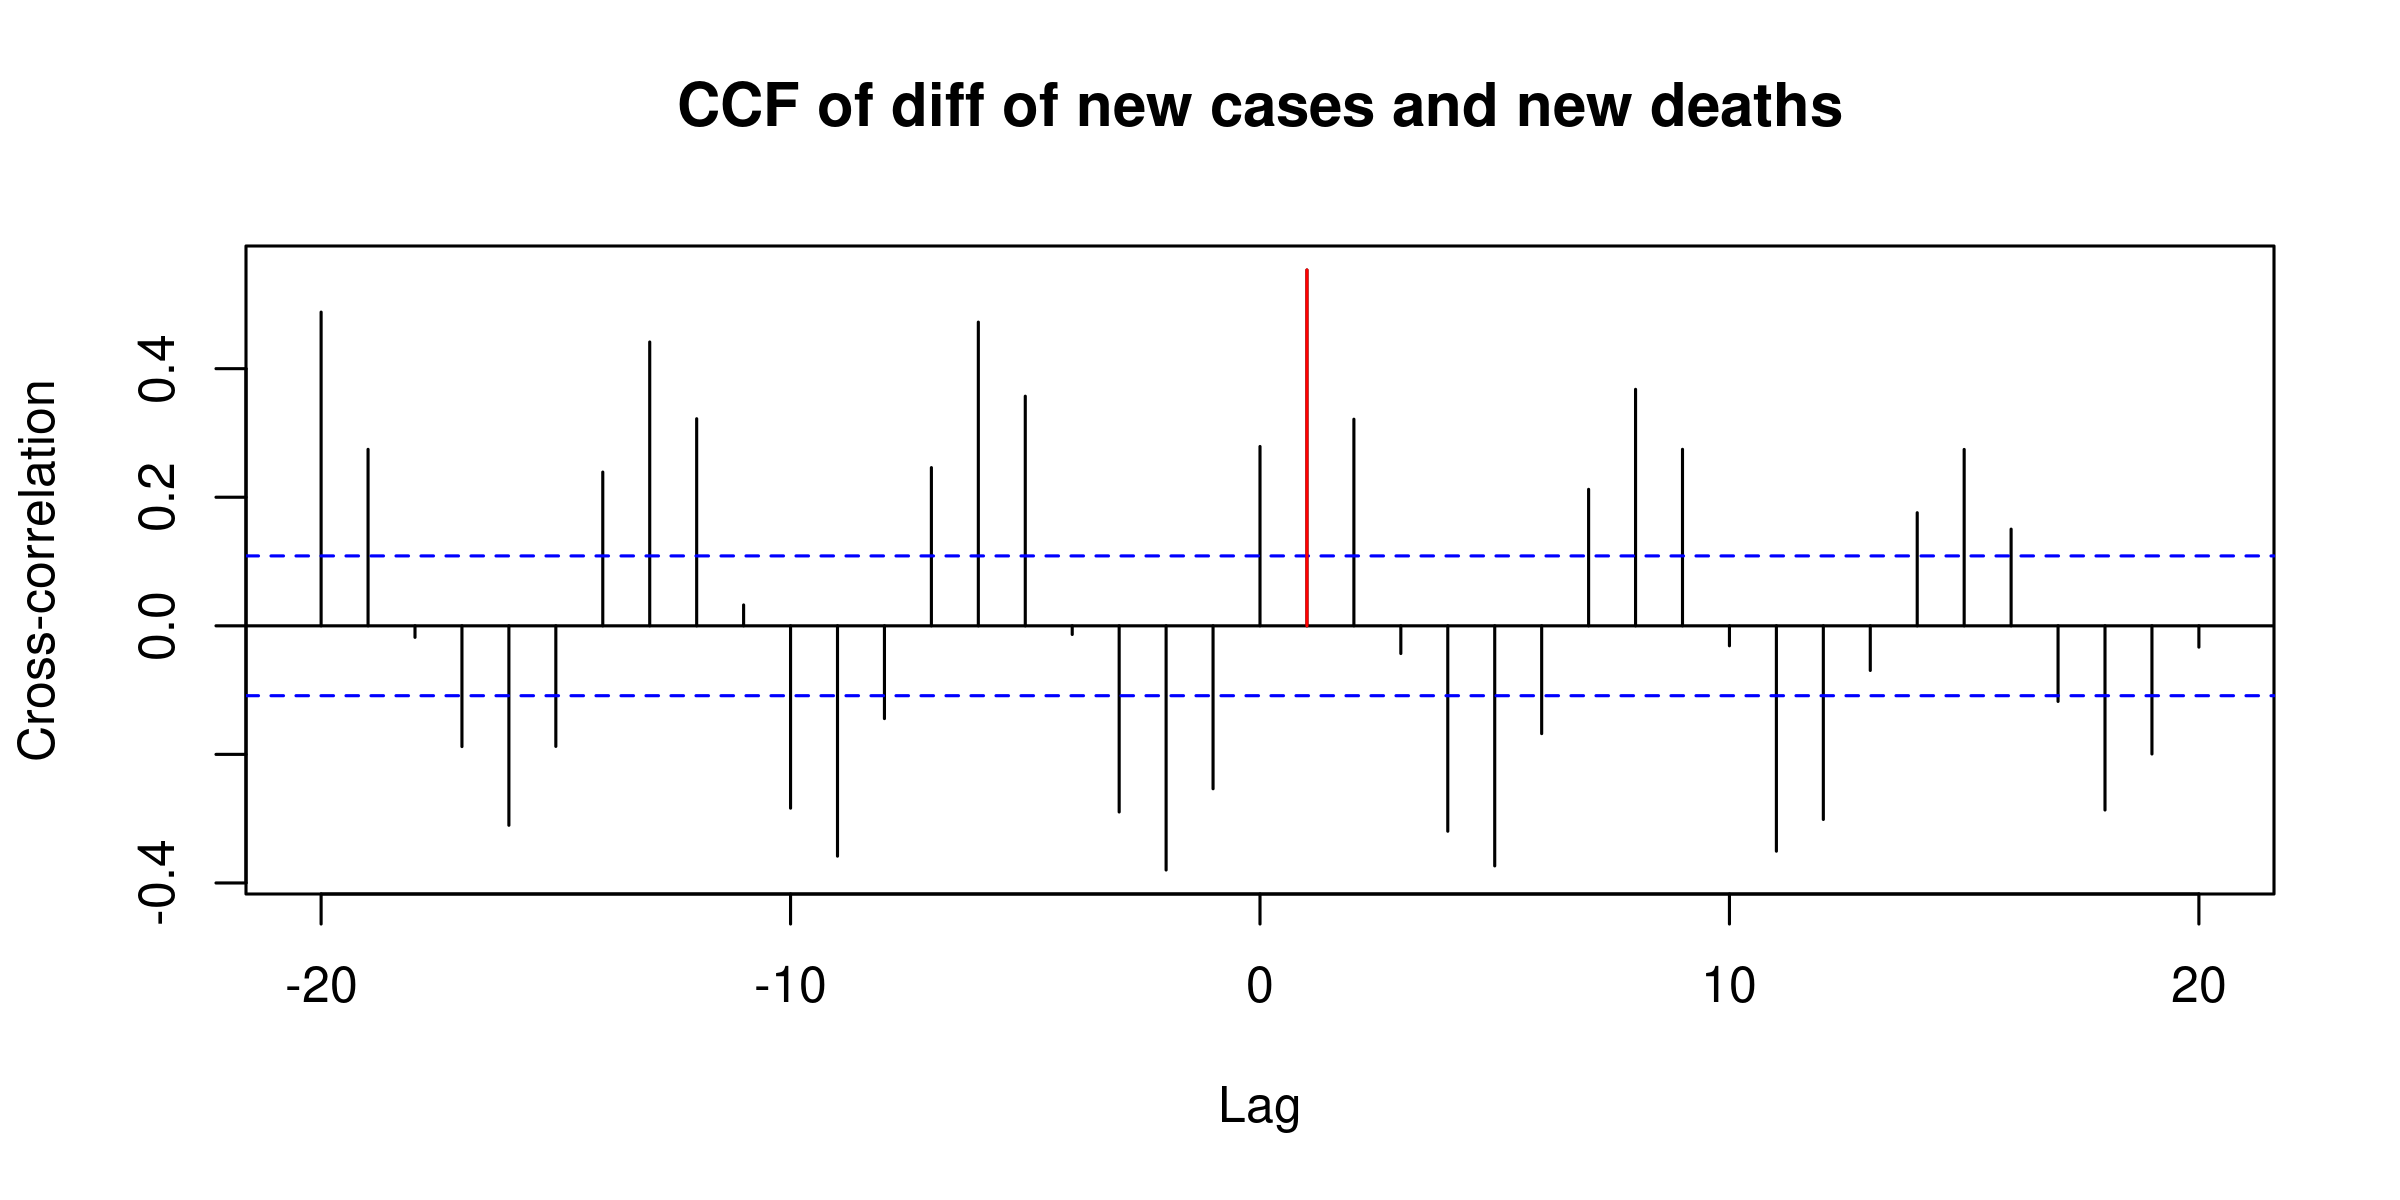 CCF of diff of new cases and new deaths
Cross-correlation
0.4
0.2
0.0
-0.4
-20 -10 0 10 20
Lag